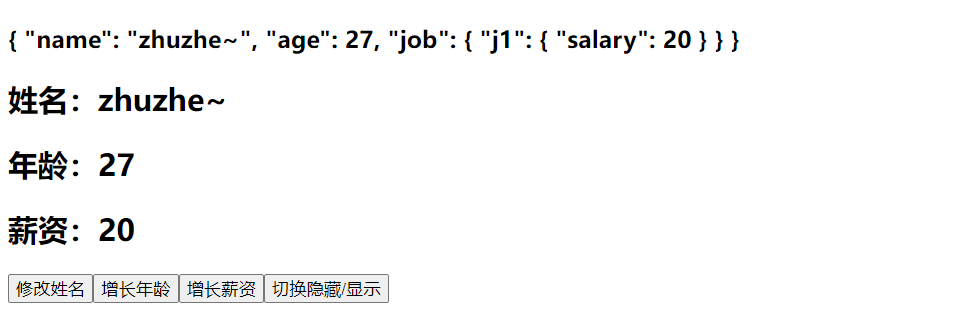 { "name": "zhuzhe~", "age": 27, "job": { "j1": { "salary": 20 } } }
姓名：zhuzhe~
年龄：27
薪资：20
修改姓名 增长年龄 增长薪资 切换隐藏/显示